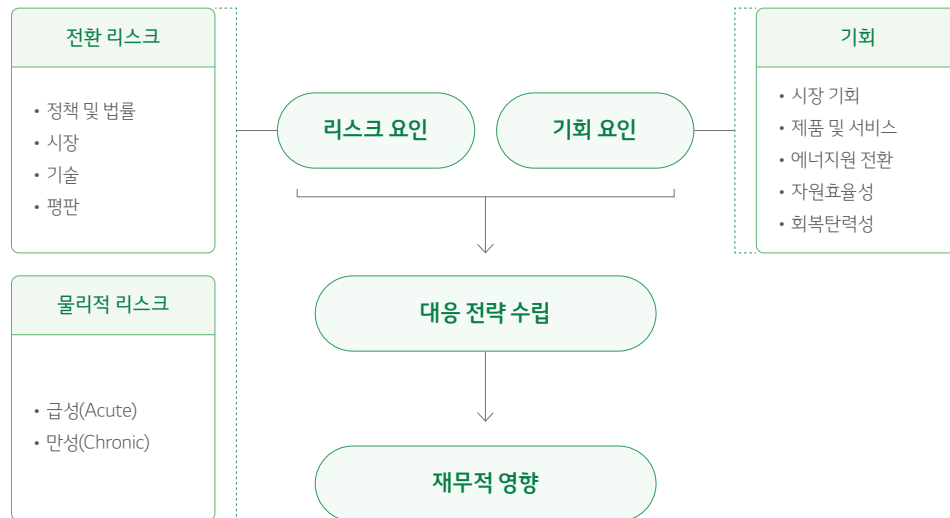 전환 리스크
• 정책 및 법률
• 시장
• 기술
• 평판
물리적 리스크
• 급성(Acute)
• 만성(Chronic)
리스크 요인
기회 요인
대응 전략 수립
재무적 영향
기회
• 시장 기회
• 제품 및 서비스
• 에너지원 전환
• 자원효율성
• 회복탄력성